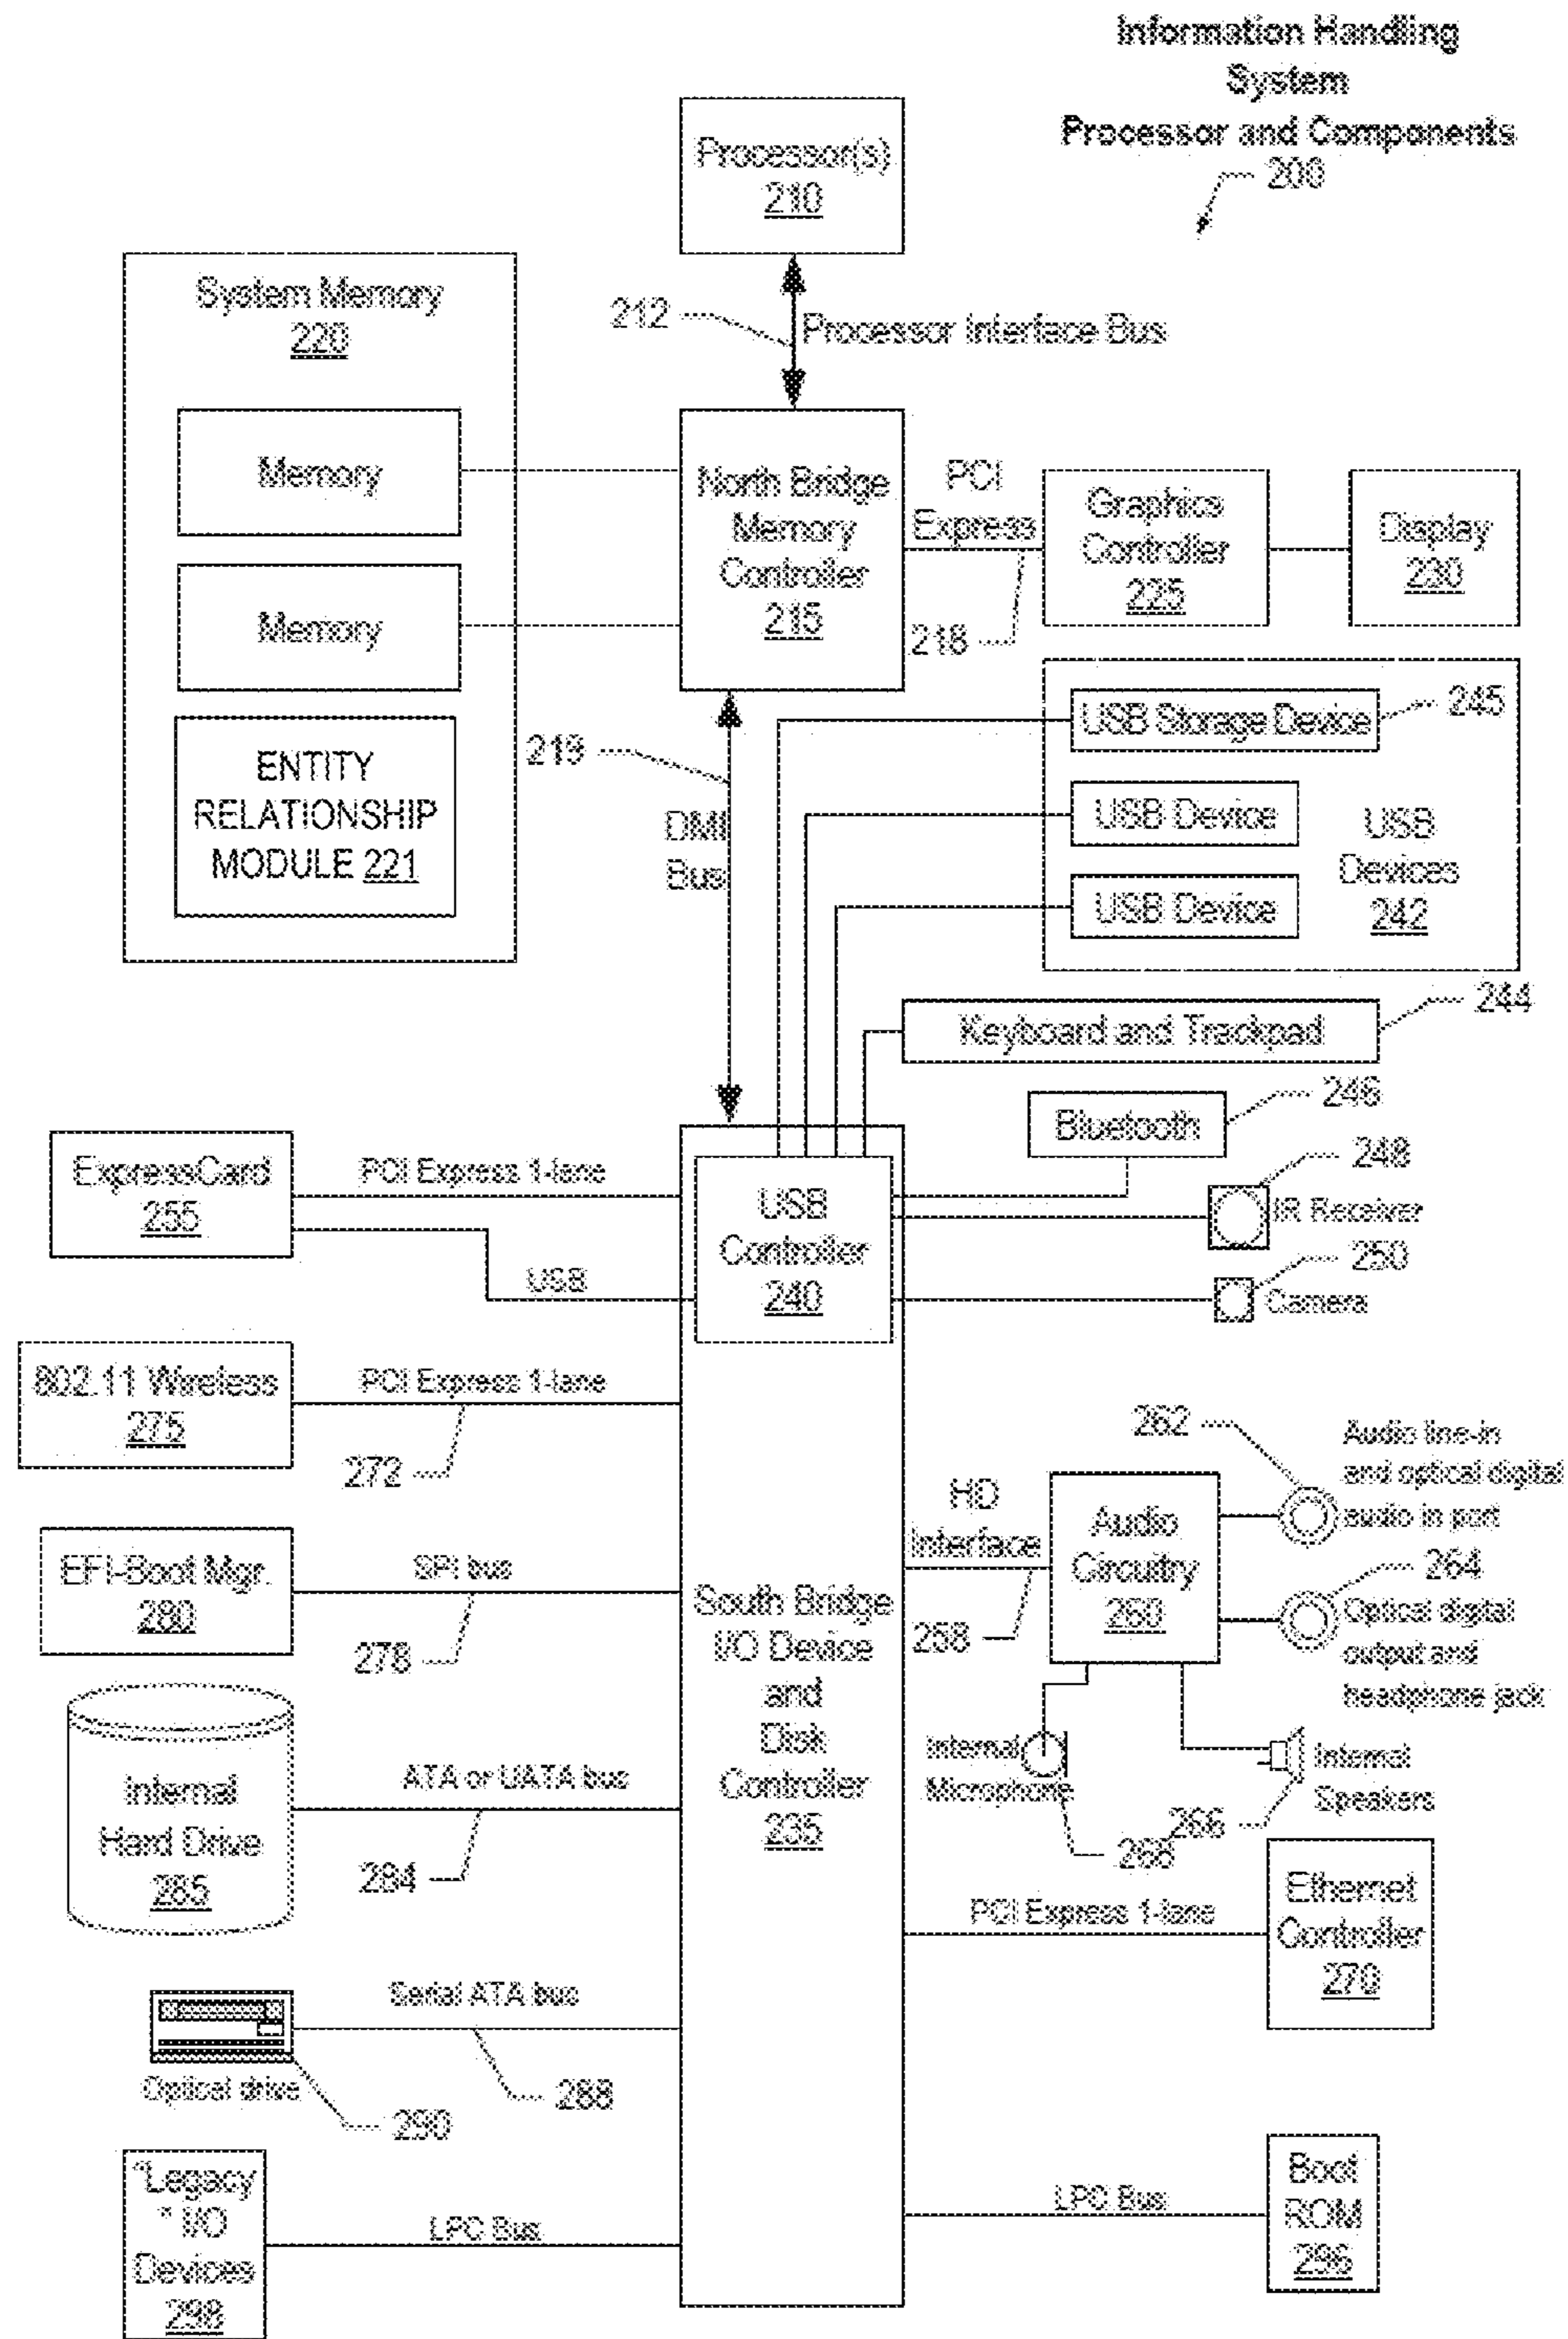 Information Handling
System
Processor and Components
200
Processor(s)
210
212
Processor Interface Bus
System Memory
220
Memory
Memory
ENTITY
RELATIONSHIP
MODULE 221
North Bridge
Memory
Controller
215
PCI
Express
218
Graphics
Controller
225
Display
230
219
DMI
Bus
USB Storage Device
245
USB Device
USB Device
USB
Devices
242
Keyboard and Trackpad
244
Bluetooth
246
248
IR Receiver
250
Camera
ExpressCard
255
PCI Express 1-lane
USB
USB
Controller
240
802.11 Wireless
275
PCI Express 1-lane
272
EFI-Boot Mgr.
280
SPI bus
278
South Bridge
I/O Device
and
Disk
Controller
235
HD
Interface
258
Audio
Circuitry
260
262
Audio line-in
and optical digital
audio in port
264
Optical digital
output and
headphone jack
Internal
Microphone
268
266
Internal
Speakers
Internal
Hard Drive
285
ATA or UATA bus
284
Ethernet
Controller
270
PCI Express 1-lane
Serial ATA bus
288
Optical drive
290
"Legacy
" I/O
Devices
298
LPC Bus
LPC Bus
Boot
ROM
296